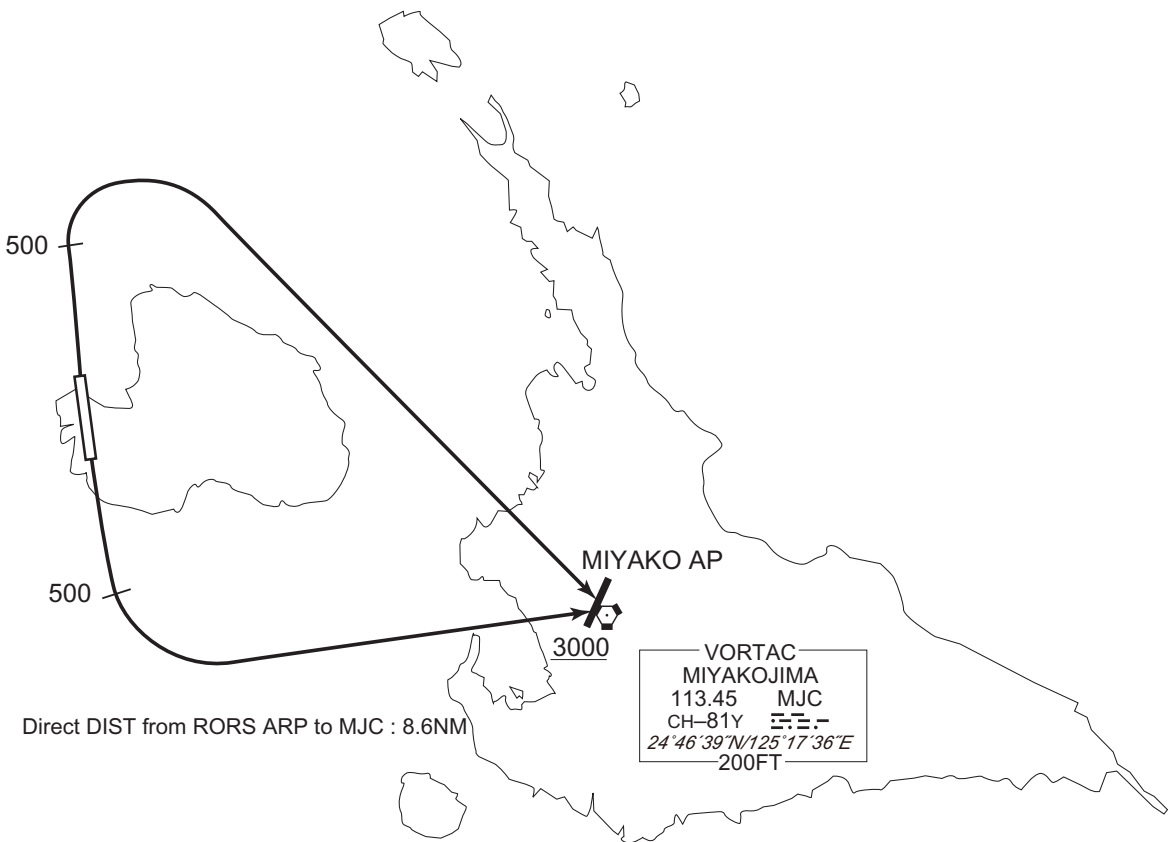 500
500
MIYAKO AP
3000
VORTAC
MIYAKOJIMA
113.45 MJC
CH–81Y
24°46′39″N/125°17′36″E
200FT
Direct DIST from RORS ARP to MJC : 8.6NM